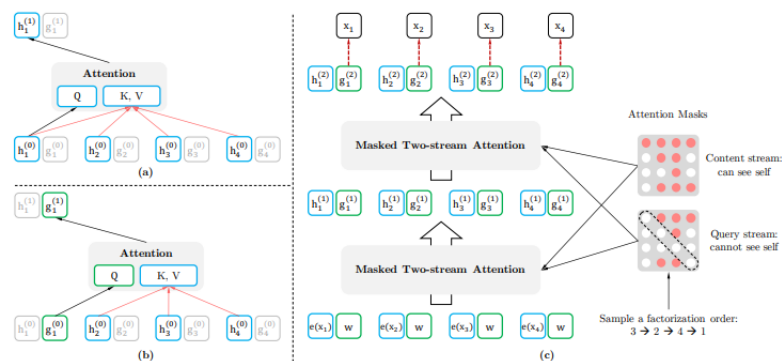 h₁⁽¹⁾ g₁⁽¹⁾
Attention
Q K, V
h₁⁽⁰⁾ g₁⁽⁰⁾ h₂⁽⁰⁾ g₂⁽⁰⁾ h₃⁽⁰⁾ g₃⁽⁰⁾ h₄⁽⁰⁾ g₄⁽⁰⁾
(a)
h₁⁽¹⁾ g₁⁽¹⁾
Attention
Q K, V
h₁⁽⁰⁾ g₁⁽⁰⁾ h₂⁽⁰⁾ g₂⁽⁰⁾ h₃⁽⁰⁾ g₃⁽⁰⁾ h₄⁽⁰⁾ g₄⁽⁰⁾
(b)
x₁ x₂ x₃ x₄
h₁⁽²⁾ g₁⁽²⁾ h₂⁽²⁾ g₂⁽²⁾ h₃⁽²⁾ g₃⁽²⁾ h₄⁽²⁾ g₄⁽²⁾
Masked Two-stream Attention
h₁⁽¹⁾ g₁⁽¹⁾ h₂⁽¹⁾ g₂⁽¹⁾ h₃⁽¹⁾ g₃⁽¹⁾ h₄⁽¹⁾ g₄⁽¹⁾
Masked Two-stream Attention
e(x₁) w e(x₂) w e(x₃) w e(x₄) w
(c)
Attention Masks
Content stream:
can see self
Query stream:
cannot see self
Sample a factorization order:
3 → 2 → 4 → 1